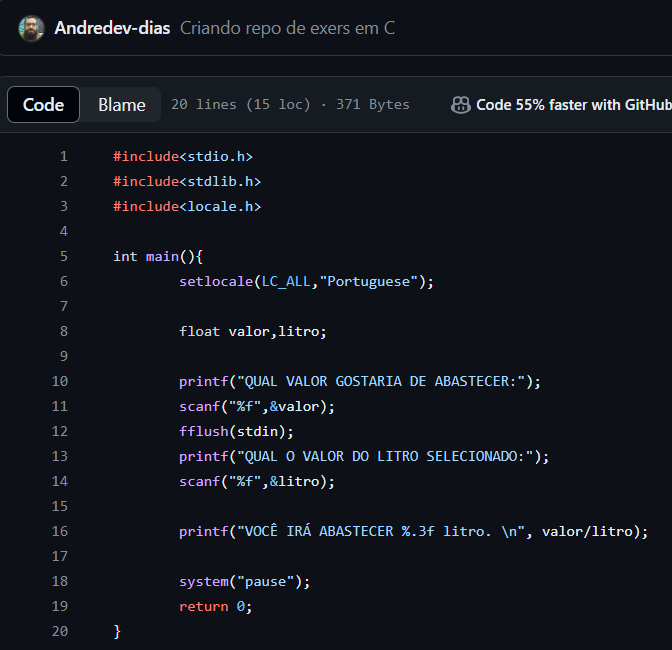 Andredev-dias Criando repo de exers em C
Code Blame 20 lines (15 loc) · 371 Bytes Code 55% faster with GitHub
1 #include<stdio.h>
2 #include<stdlib.h>
3 #include<locale.h>
4
5 int main(){
6 setlocale(LC_ALL,"Portuguese");
7
8 float valor,litro;
9
10 printf("QUAL VALOR GOSTARIA DE ABASTECER:");
11 scanf("%f",&valor);
12 fflush(stdin);
13 printf("QUAL O VALOR DO LITRO SELECIONADO:");
14 scanf("%f",&litro);
15
16 printf("VOCÊ IRÁ ABASTECER %.3f litro. \n", valor/litro);
17
18 system("pause");
19 return 0;
20 }